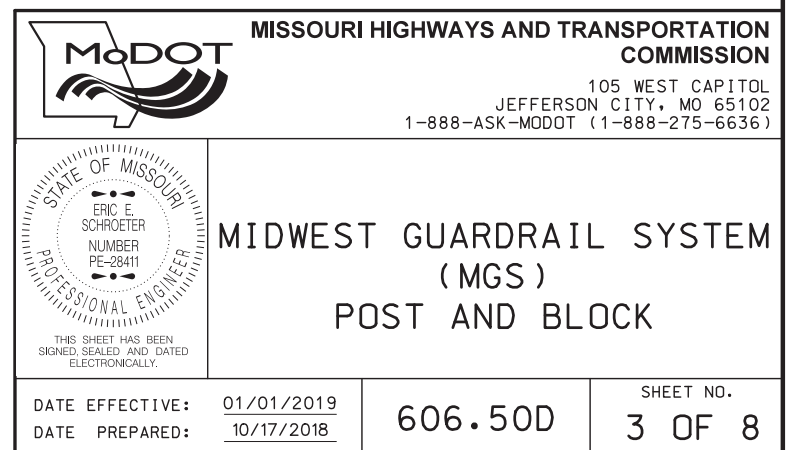 MoDOT
MISSOURI HIGHWAYS AND TRANSPORTATION
COMMISSION
105 WEST CAPITOL
JEFFERSON CITY, MO 65102
1-888-ASK-MODOT (1-888-275-6636)
STATE OF MISSOURI
ERIC E.
SCHROETER
NUMBER
PE-28411
PROFESSIONAL ENGINEER
THIS SHEET HAS BEEN
SIGNED, SEALED AND DATED
ELECTRONICALLY.
MIDWEST GUARDRAIL SYSTEM
(MGS)
POST AND BLOCK
DATE EFFECTIVE: 01/01/2019
DATE PREPARED: 10/17/2018
606.50D
SHEET NO.
3 OF 8